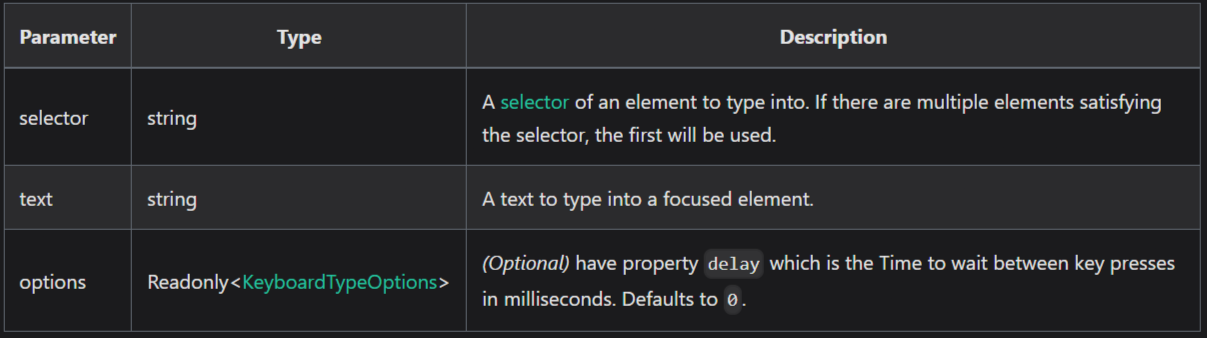 Parameter Type Description
selector string A selector of an element to type into. If there are multiple elements satisfying
the selector, the first will be used.
text string A text to type into a focused element.
options Readonly<KeyboardTypeOptions> (Optional) have property delay which is the Time to wait between key presses
in milliseconds. Defaults to 0.